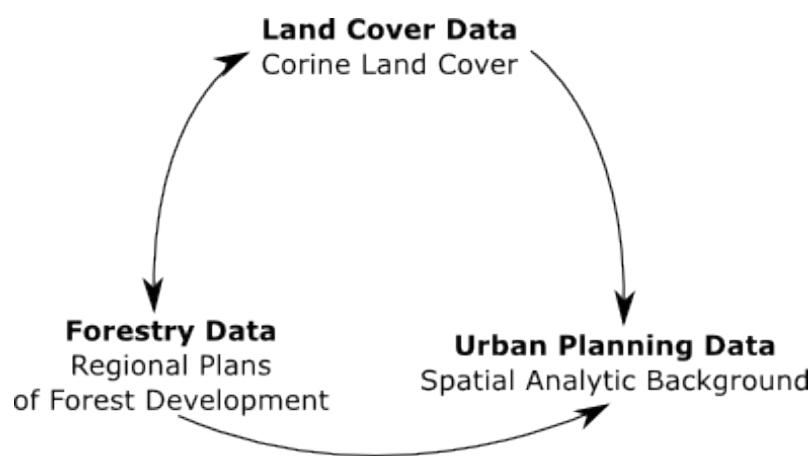 Land Cover Data
Corine Land Cover
Forestry Data
Regional Plans
of Forest Development
Urban Planning Data
Spatial Analytic Background